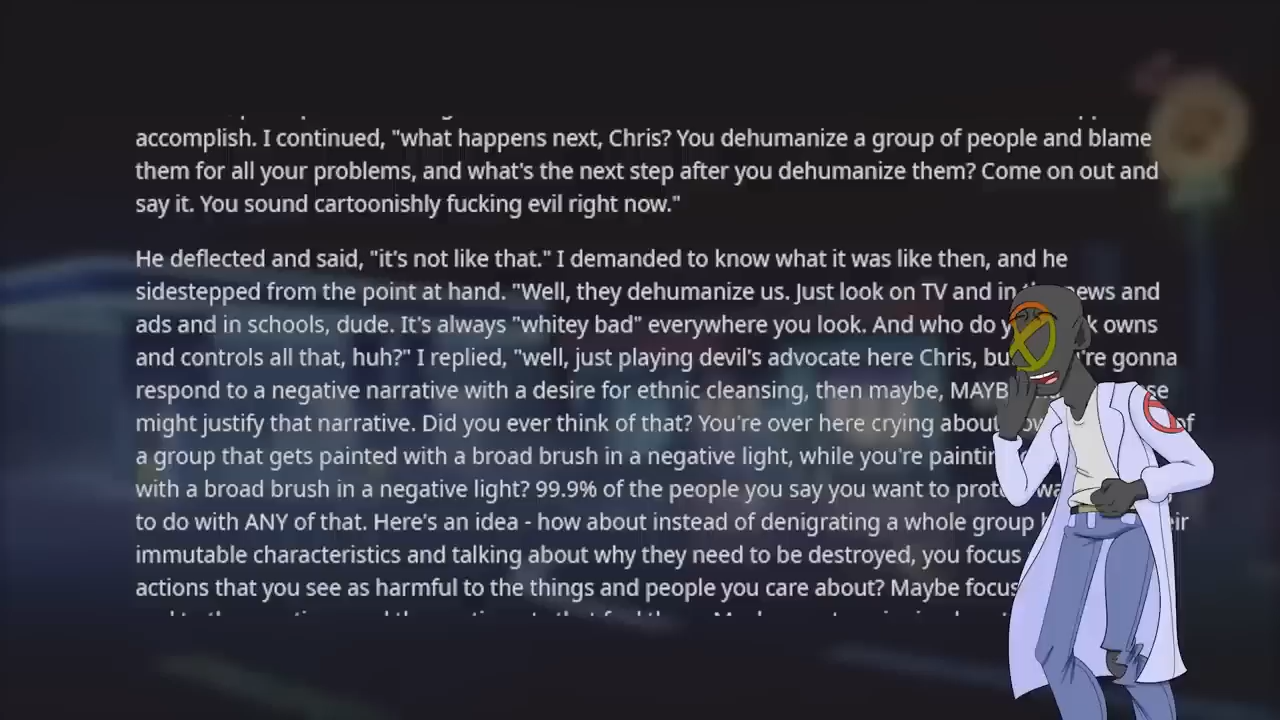 accomplish. I continued, "what happens next, Chris? You dehumanize a group of people and blame
them for all your problems, and what's the next step after you dehumanize them? Come on out and
say it. You sound cartoonishly fucking evil right now."
He deflected and said, "it's not like that." I demanded to know what it was like then, and he
sidestepped from the point at hand. "Well, they dehumanize us. Just look on TV and in and
ads and in schools, dude. It's always "whitey bad" everywhere you look. And who do owns
and controls all that, huh?" I replied, "well, just playing devil's advocate here Chris, gonna
respond to a negative narrative with a desire for ethnic cleansing, then maybe,
might justify that narrative. Did you ever think of that? You're over here crying about of
a group that gets painted with a broad brush in a negative light, while you're
with a broad brush in a negative light? 99.9% of the people you say you want to
to do with ANY of that. Here's an idea - how about instead of denigrating a whole group
immutable characteristics and talking about why they need to be destroyed, you focus
actions that you see as harmful to the things and people you care about? Maybe